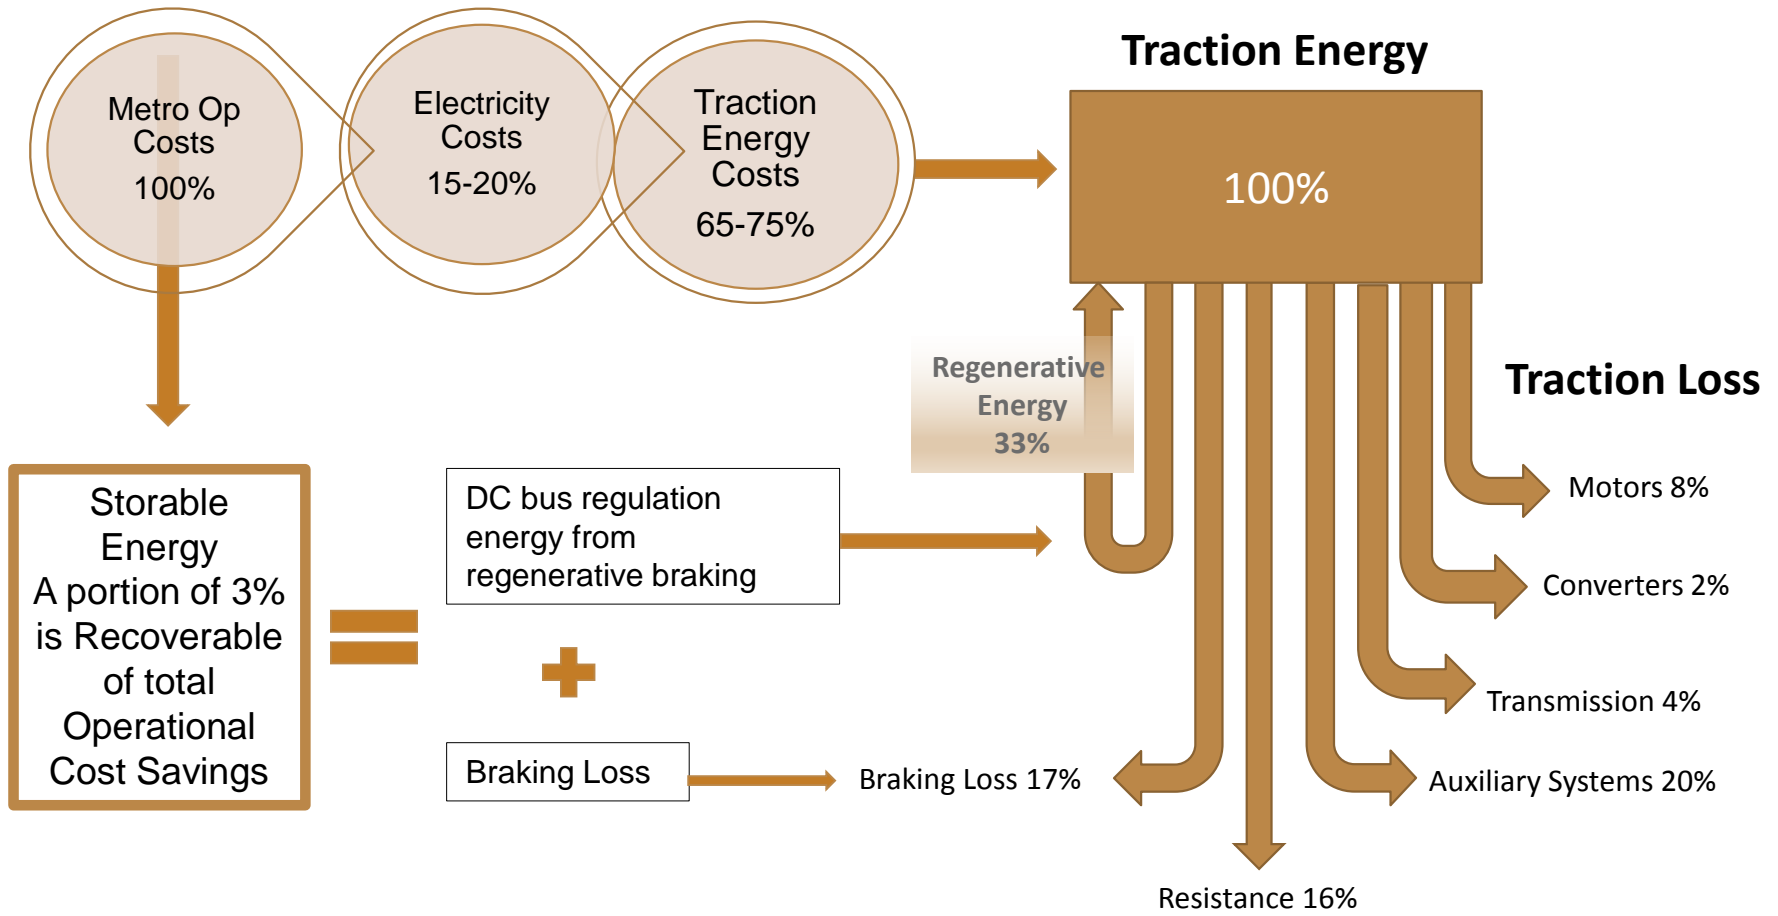 Metro Op
Costs
100%
Electricity
Costs
15-20%
Traction
Energy
Costs
65-75%
Traction Energy
100%
Regenerative
Energy
33%
Traction Loss
Motors 8%
Converters 2%
Transmission 4%
Auxiliary Systems 20%
Resistance 16%
Braking Loss 17%
Storable
Energy
A portion of 3%
is Recoverable
of total
Operational
Cost Savings
DC bus regulation
energy from
regenerative braking
Braking Loss